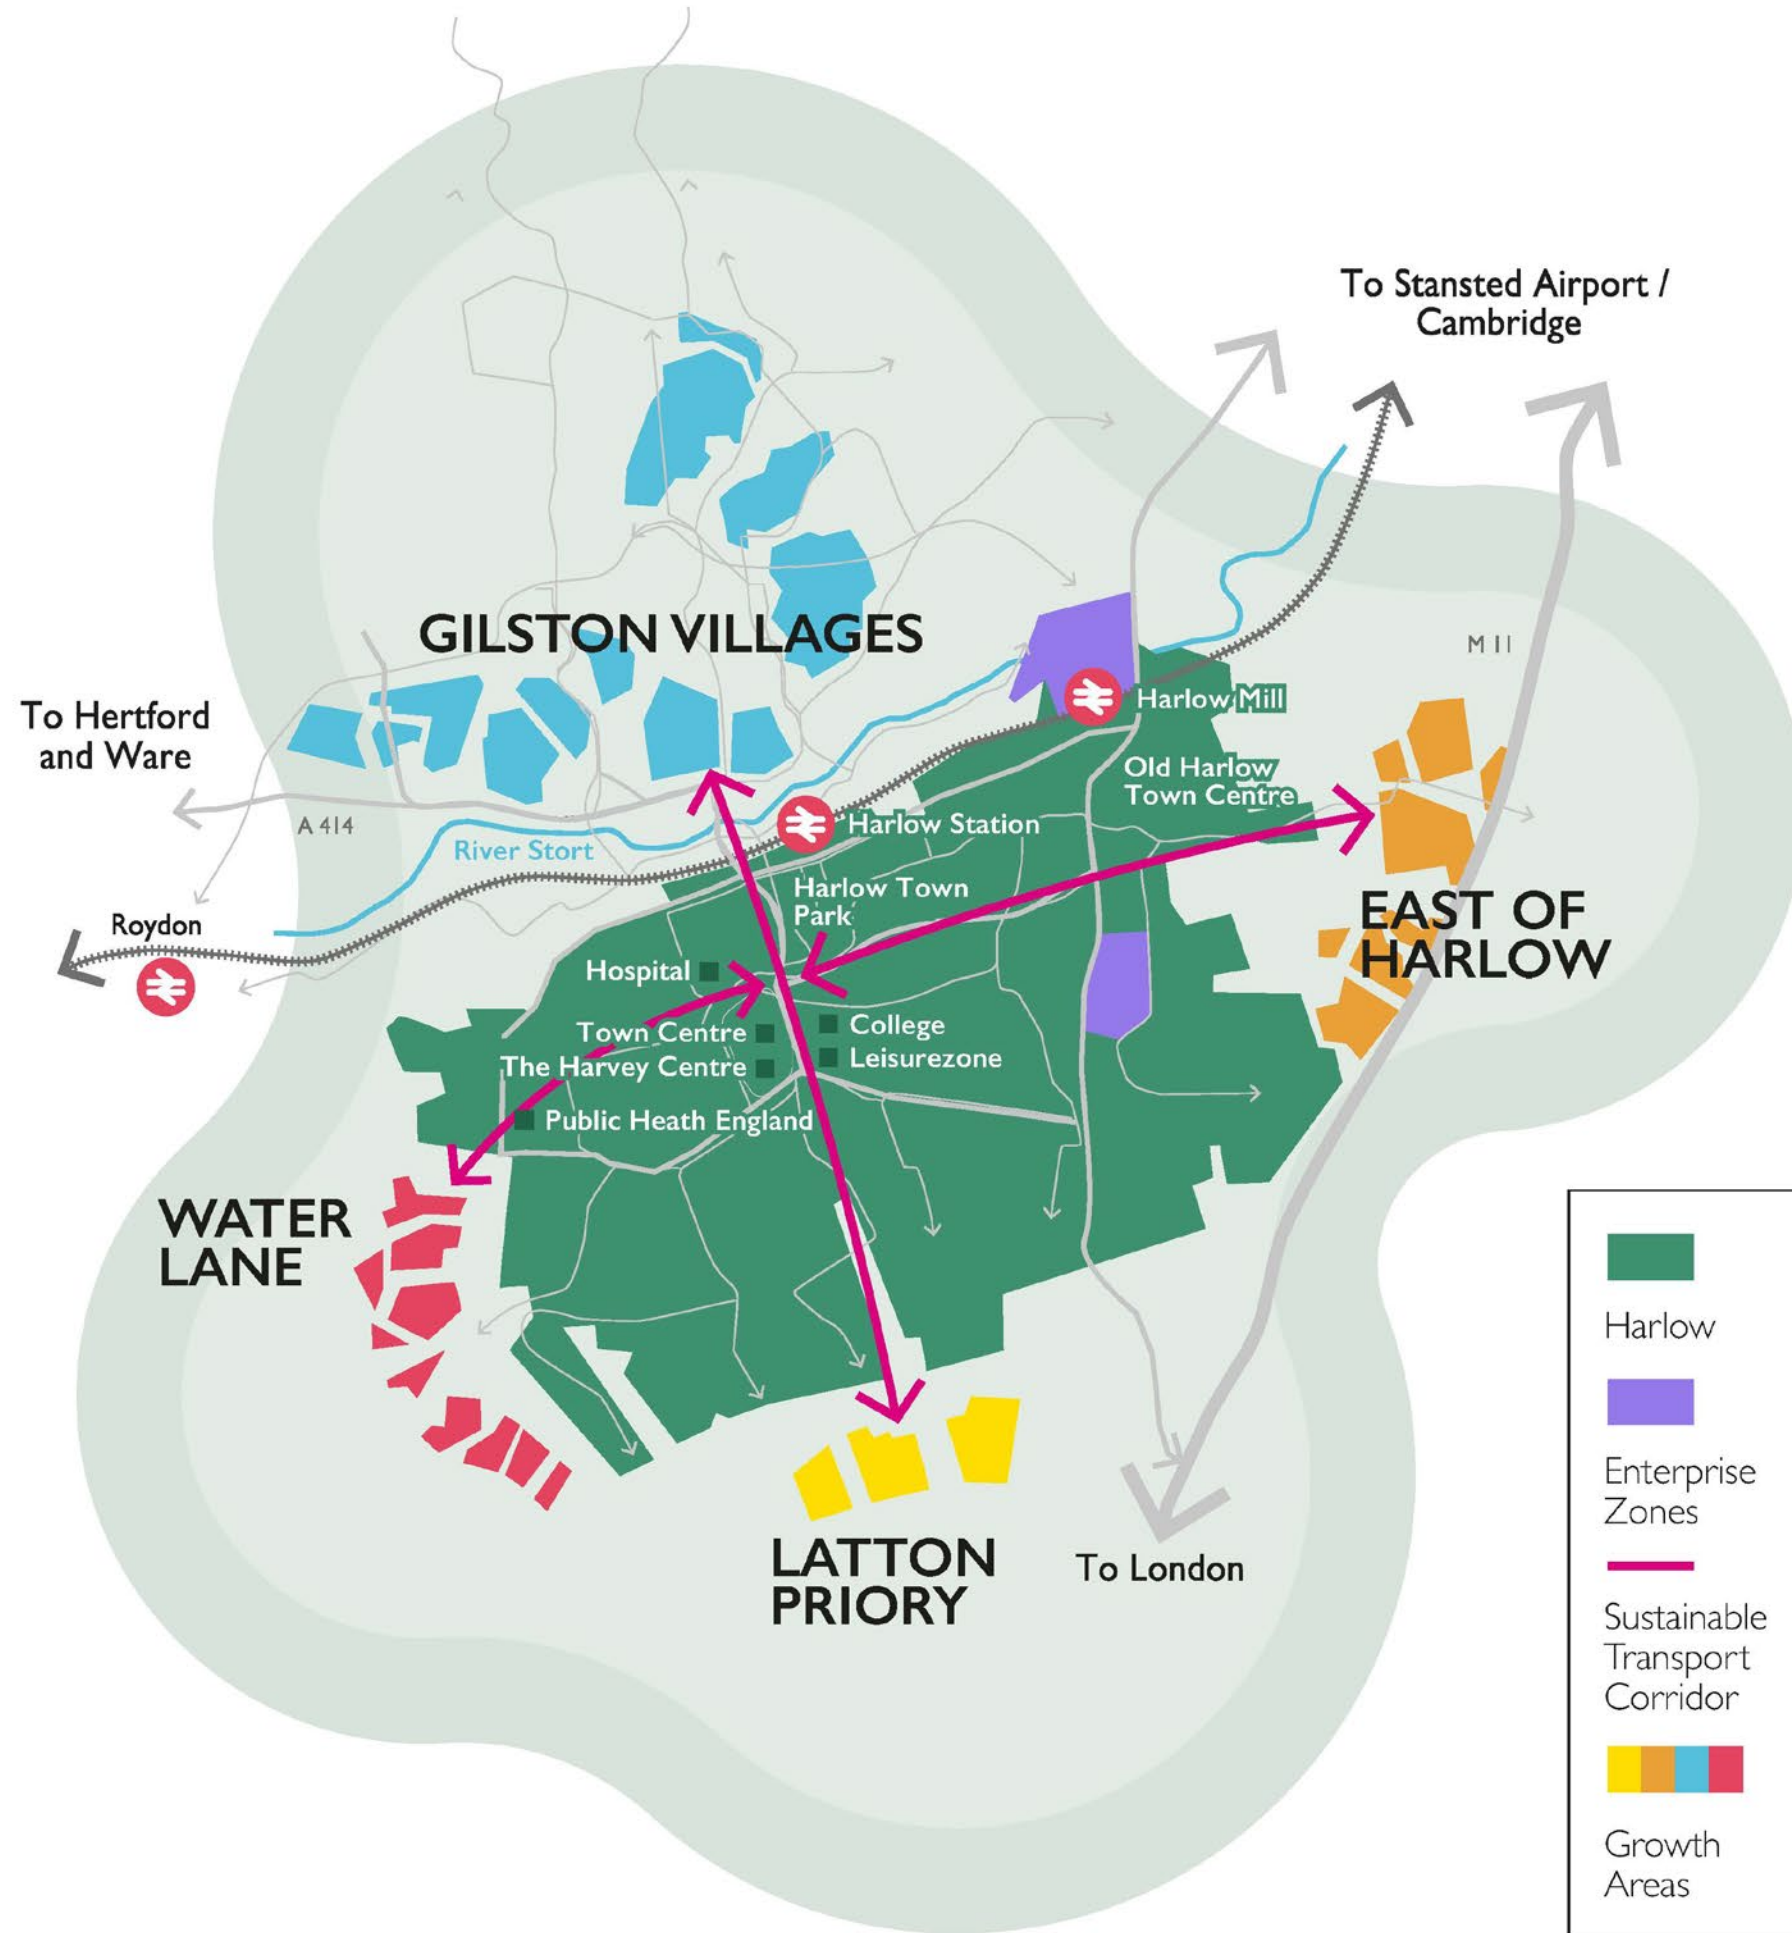 To Stansted Airport /
Cambridge
GILSTON VILLAGES
M11
To Hertford
and Ware
Harlow Mill
Old Harlow
Town Centre
A 414
Harlow Station
River Stort
Harlow Town
Park
Roydon
EAST OF
HARLOW
Hospital
Town Centre
College
The Harvey Centre
Leisurezone
Public Heath England
WATER
LANE
LATTON
PRIORY
To London
Harlow
Enterprise
Zones
Sustainable
Transport
Corridor
Growth
Areas